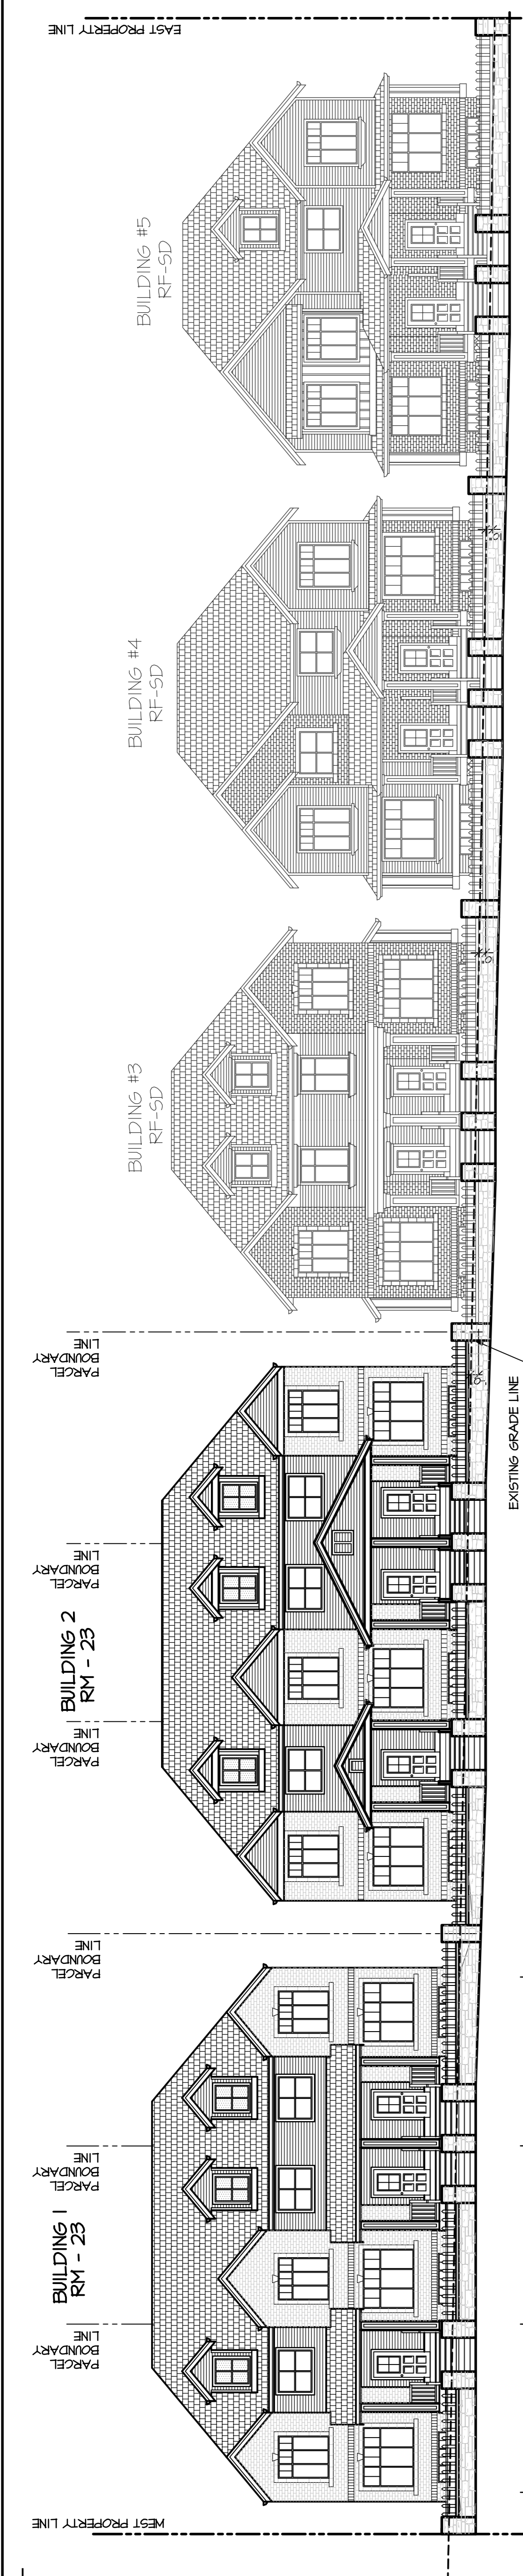 WEST PROPERTY LINE
PARCEL
BOUNDARY
LINE
BUILDING 1
RM - 23
PARCEL
BOUNDARY
LINE
PARCEL
BOUNDARY
LINE
PARCEL
BOUNDARY
LINE
BUILDING 2
RM - 23
PARCEL
BOUNDARY
LINE
PARCEL
BOUNDARY
LINE
EXISTING GRADE LINE
BUILDING #3
RF-SD
BUILDING #4
RF-SD
BUILDING #5
RF-SD
EAST PROPERTY LINE